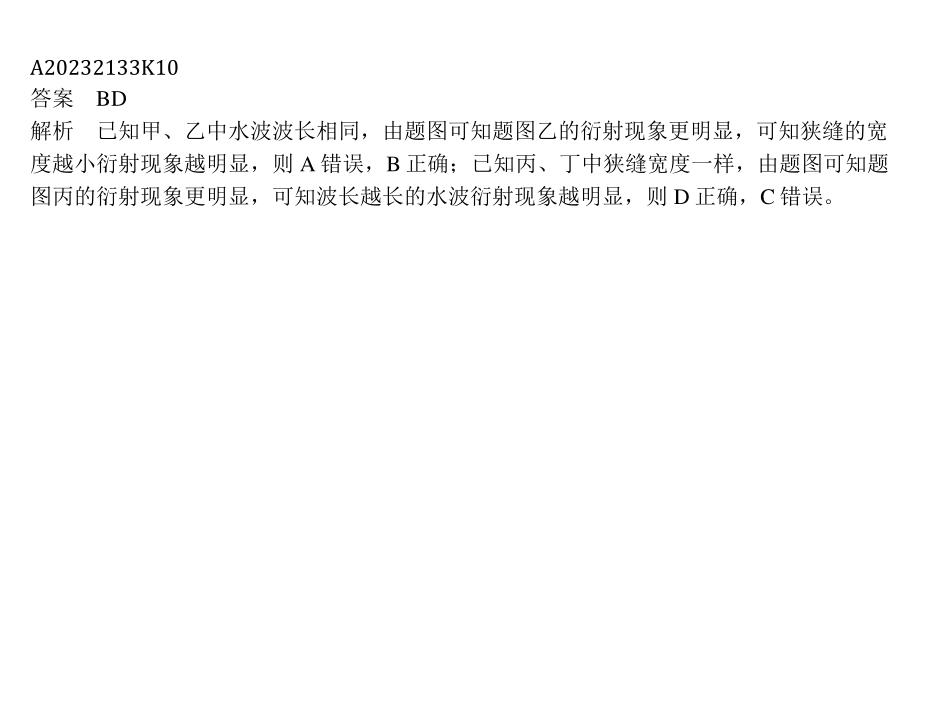 A20232133K10
答案 BD
解析 已知甲、乙中水波波长相同，由题图可知题图乙的衍射现象更明显，可知狭缝的宽
度越小衍射现象越明显，则 A 错误，B 正确；已知丙、丁中狭缝宽度一样，由题图可知题
图丙的衍射现象更明显，可知波长越长的水波衍射现象越明显，则 D 正确，C 错误。